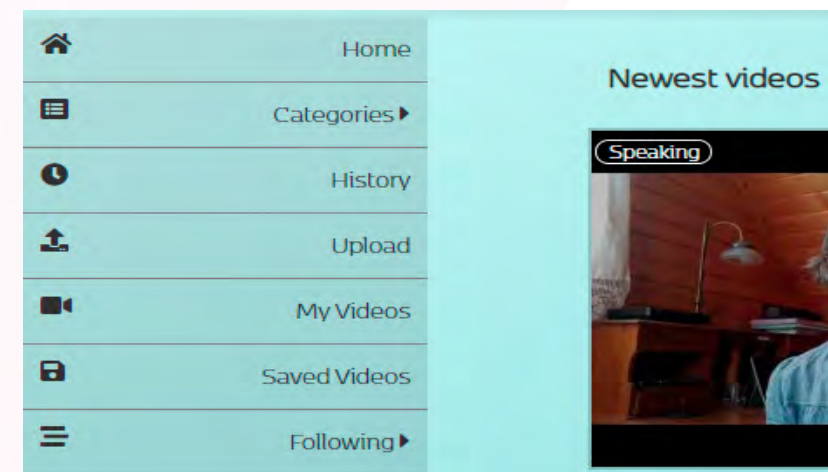 Home
Categories
History
Upload
My Videos
Saved Videos
Following
Newest videos
Speaking